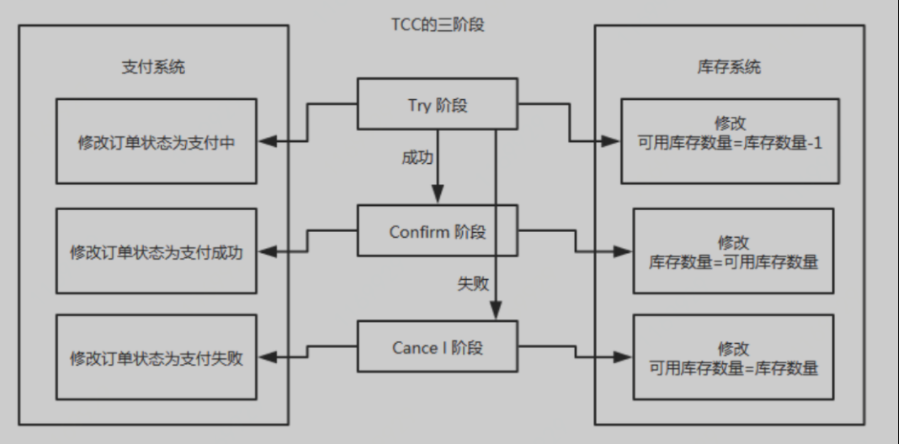 TCC的三阶段
支付系统
库存系统
Try 阶段
修改订单状态为支付中
修改
可用库存数量=库存数量-1
成功
Confirm 阶段
修改订单状态为支付成功
修改
库存数量=可用库存数量
失败
Cance l 阶段
修改订单状态为支付失败
修改
可用库存数量=库存数量